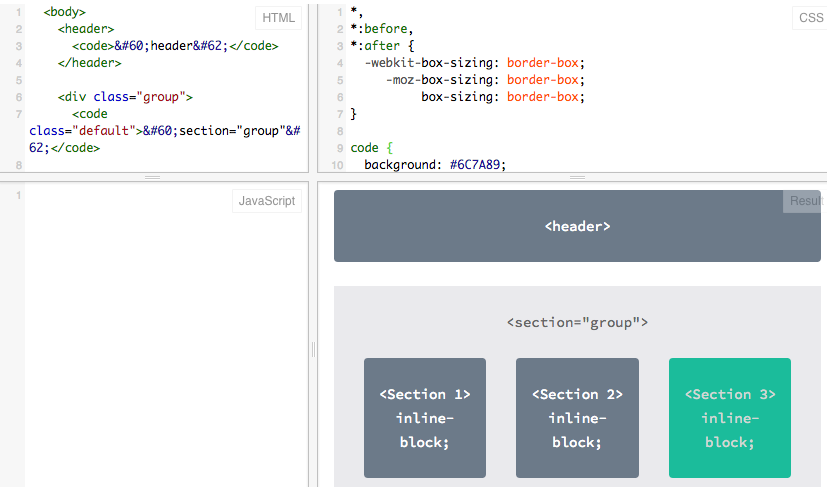 HTML
1 <body>
2 <header>
3 <code>&#60;header&#62;</code>
4 </header>
5
6 <div class="group">
7 <code
class="default">&#60;section="group"&#
62;</code>
8
CSS
1 *,
2 *:before,
3 *:after {
4 -webkit-box-sizing: border-box;
5 -moz-box-sizing: border-box;
6 box-sizing: border-box;
7 }
8
9 code {
10 background: #6C7A89;
JavaScript
1
Result
<header>
<section="group">
<Section 1>
inline-
block;
<Section 2>
inline-
block;
<Section 3>
inline-
block;